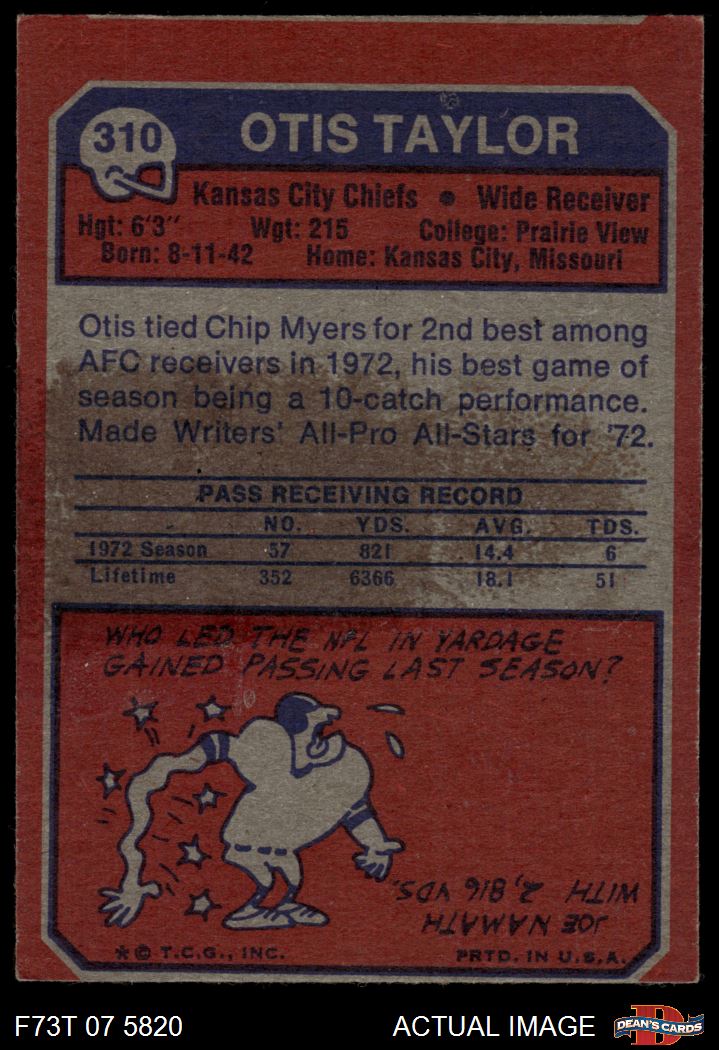 310
OTIS TAYLOR
Kansas City Chiefs • Wide Receiver
Hgt: 6'3" Wgt: 215 College: Prairie View
Born: 8-11-42 Home: Kansas City, Missouri
Otis tied Chip Myers for 2nd best among
AFC receivers in 1972, his best game of
season being a 10-catch performance.
Made Writers' All-Pro All-Stars for '72.
PASS RECEIVING RECORD
NO. YDS. AVG. TDS.
1972 Season 57 821 14.4 6
Lifetime 352 6366 18.1 51
WHO LED THE NFL IN YARDAGE
GAINED PASSING LAST SEASON?
JOE NAMATH
WITH 2,816 YDS.
*© T.C.G., INC. PRTD. IN U.S.A.
F73T 07 5820 ACTUAL IMAGE D DEAN'S CARDS